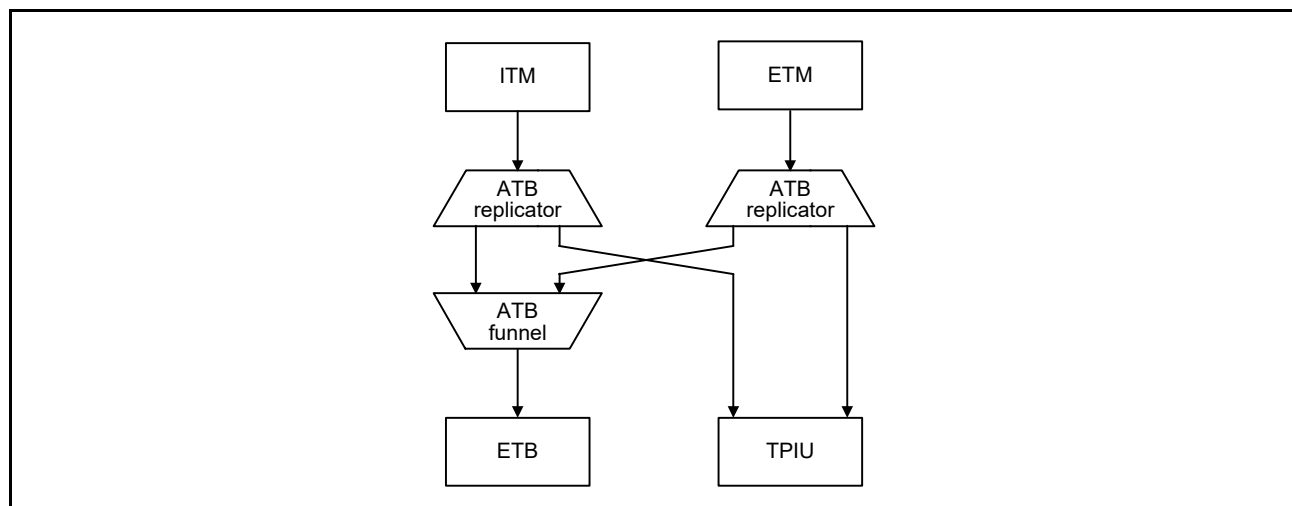 ITM
ETM
ATB
replicator
ATB
replicator
ATB
funnel
ETB
TPIU